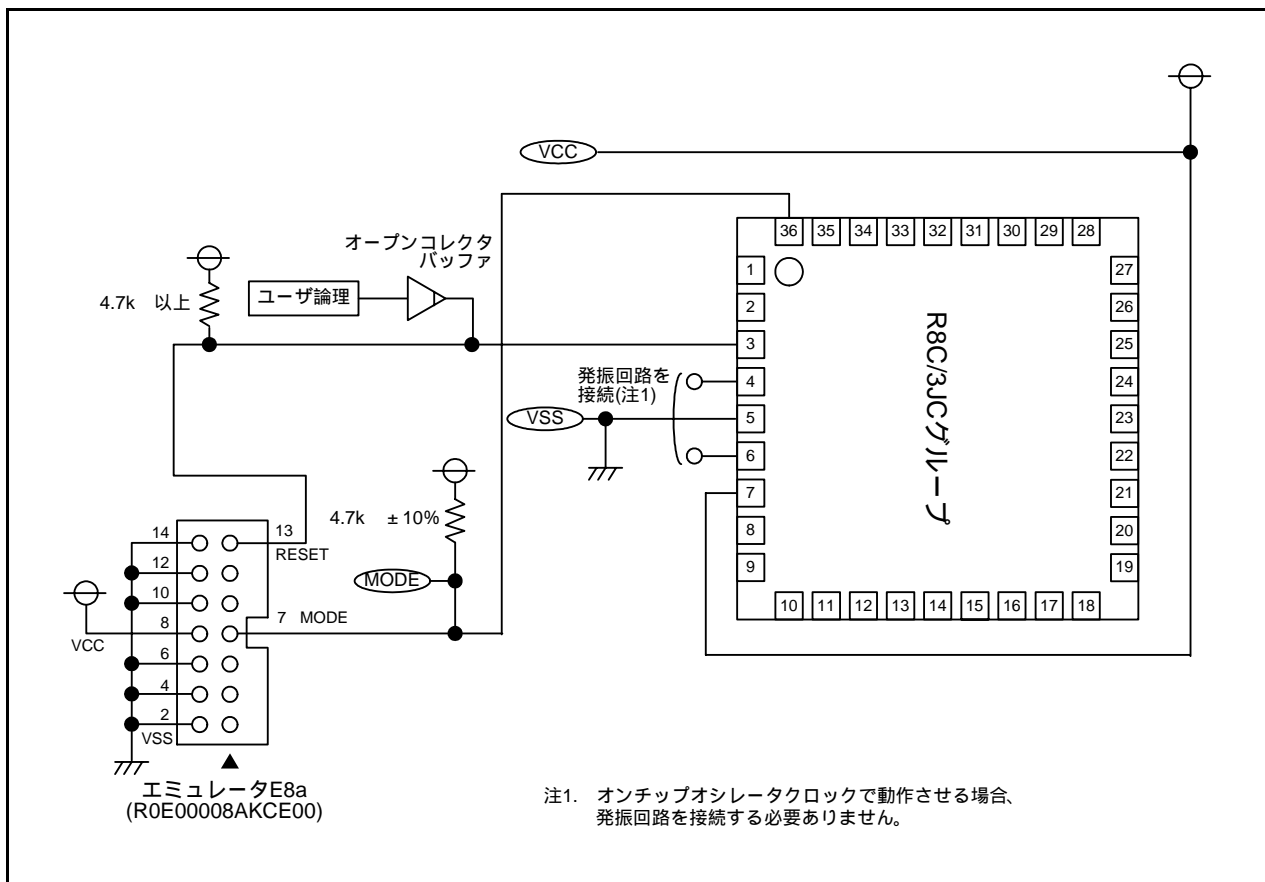 VCC
オープンコレクタ
バッファ
ユーザ論理
4.7k 以上
発振回路を
接続(注1)
VSS
4.7k ±10%
MODE
14
12
10
8
6
4
2
13
RESET
7 MODE
VCC
VSS
エミュレータE8a
(R0E00008AKCE00)
36 35 34 33 32 31 30 29 28
1
2
3
4
5
6
7
8
9
10 11 12 13 14 15 16 17 18
27
26
25
24
23
22
21
20
19
R8C/3JCグループ
注1. オンチップオシレータクロックで動作させる場合、
発振回路を接続する必要ありません。